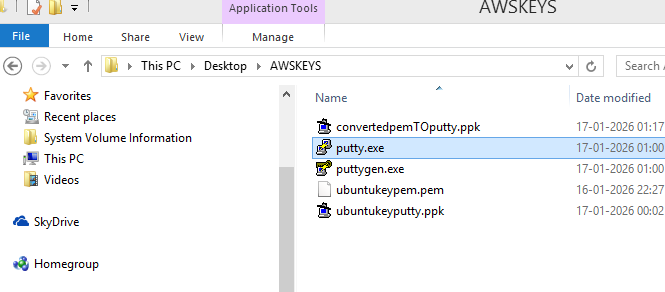 Application Tools
AWSKEYS
File
Home
Share
View
Manage
This PC
Desktop
AWSKEYS
Search
Favorites
Recent places
System Volume Information
This PC
Videos
SkyDrive
Homegroup
Name
Date modified
convertedpemTOputty.ppk
17-01-2026 01:17
putty.exe
17-01-2026 01:00
puttygen.exe
17-01-2026 01:00
ubuntukeypem.pem
16-01-2026 22:27
ubuntukeyputty.ppk
17-01-2026 00:02